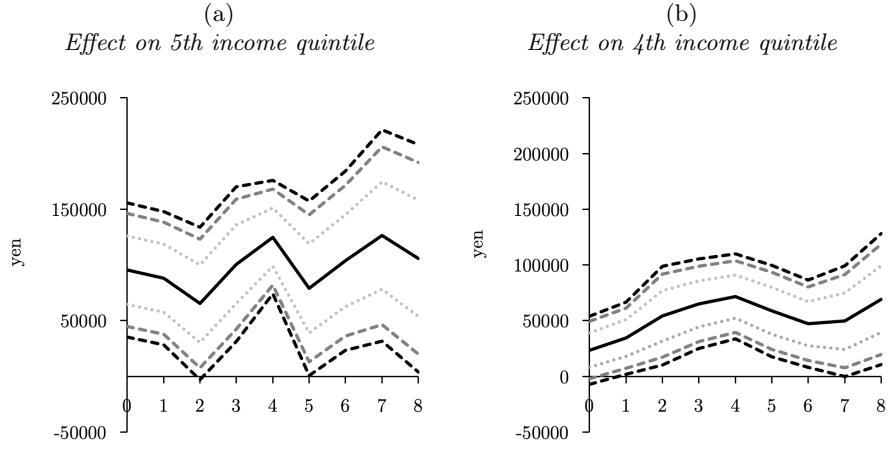 (a)
Effect on 5th income quintile
250000
150000
yen
50000
0 1 2 3 4 5 6 7 8
-50000
(b)
Effect on 4th income quintile
250000
200000
150000
yen
100000
50000
0
0 1 2 3 4 5 6 7 8
-50000